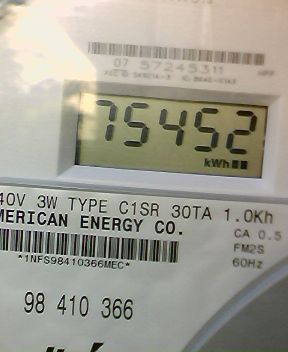 07 57245311
75452
kWh
40V 3W TYPE C1SR 30TA 1.0Kh
MERICAN ENERGY CO.
CA 0.5
FM2S
*1NFS98410366MEC*
60Hz
98 410 366